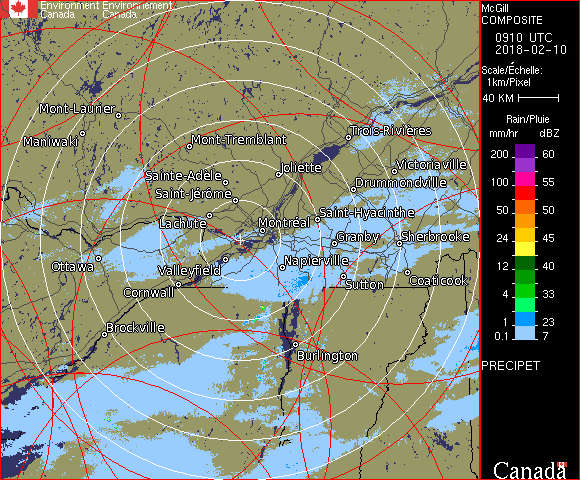 Environment Environnement
Canada Canada
McGill
COMPOSITE
0910 UTC
2018-02-10
Scale/Échelle:
1km/Pixel
40 KM
Rain/Pluie
mm/hr dBZ
200 60
100 55
50 50
24 45
12 40
4 33
1 23
0.1 7
PRECIPET
Canada
Mont-Laurier
Maniwaki
Mont-Tremblant
Trois-Rivières
Sainte-Adèle
Joliette
Victoriaville
Saint-Jérôme
Drummondville
Lachute
Montréal
Saint-Hyacinthe
Granby
Sherbrooke
Ottawa
Valleyfield
Napierville
Cornwall
Sutton
Coaticook
Brockville
Burlington